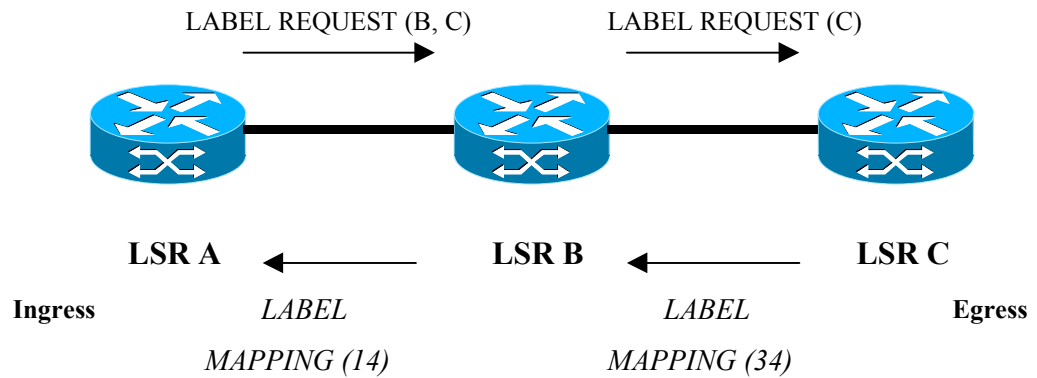 LABEL REQUEST (B, C)
LABEL REQUEST (C)
LSR A
LSR B
LSR C
Ingress
LABEL
MAPPING (14)
LABEL
MAPPING (34)
Egress